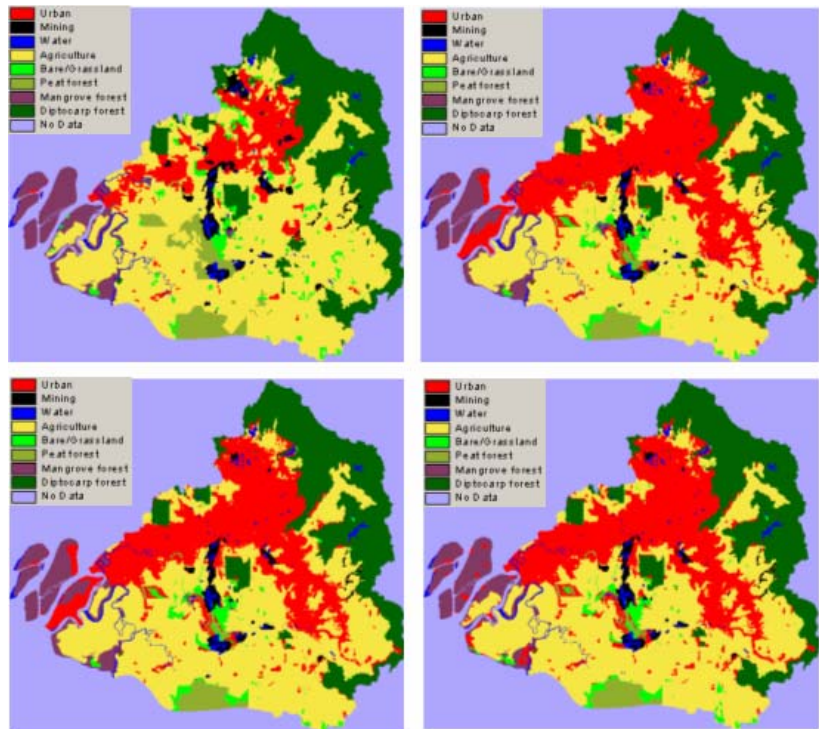 Urban
Mining
Water
Agriculture
Bare/Grassland
Peat forest
Mangrove forest
Diptocarp forest
No Data
Urban
Mining
Water
Agriculture
Bare/Grassland
Peat forest
Mangrove forest
Diptocarp forest
No Data
Urban
Mining
Water
Agriculture
Bare/Grassland
Peat forest
Mangrove forest
Diptocarp forest
No Data
Urban
Mining
Water
Agriculture
Bare/Grassland
Peat forest
Mangrove forest
Diptocarp forest
No Data